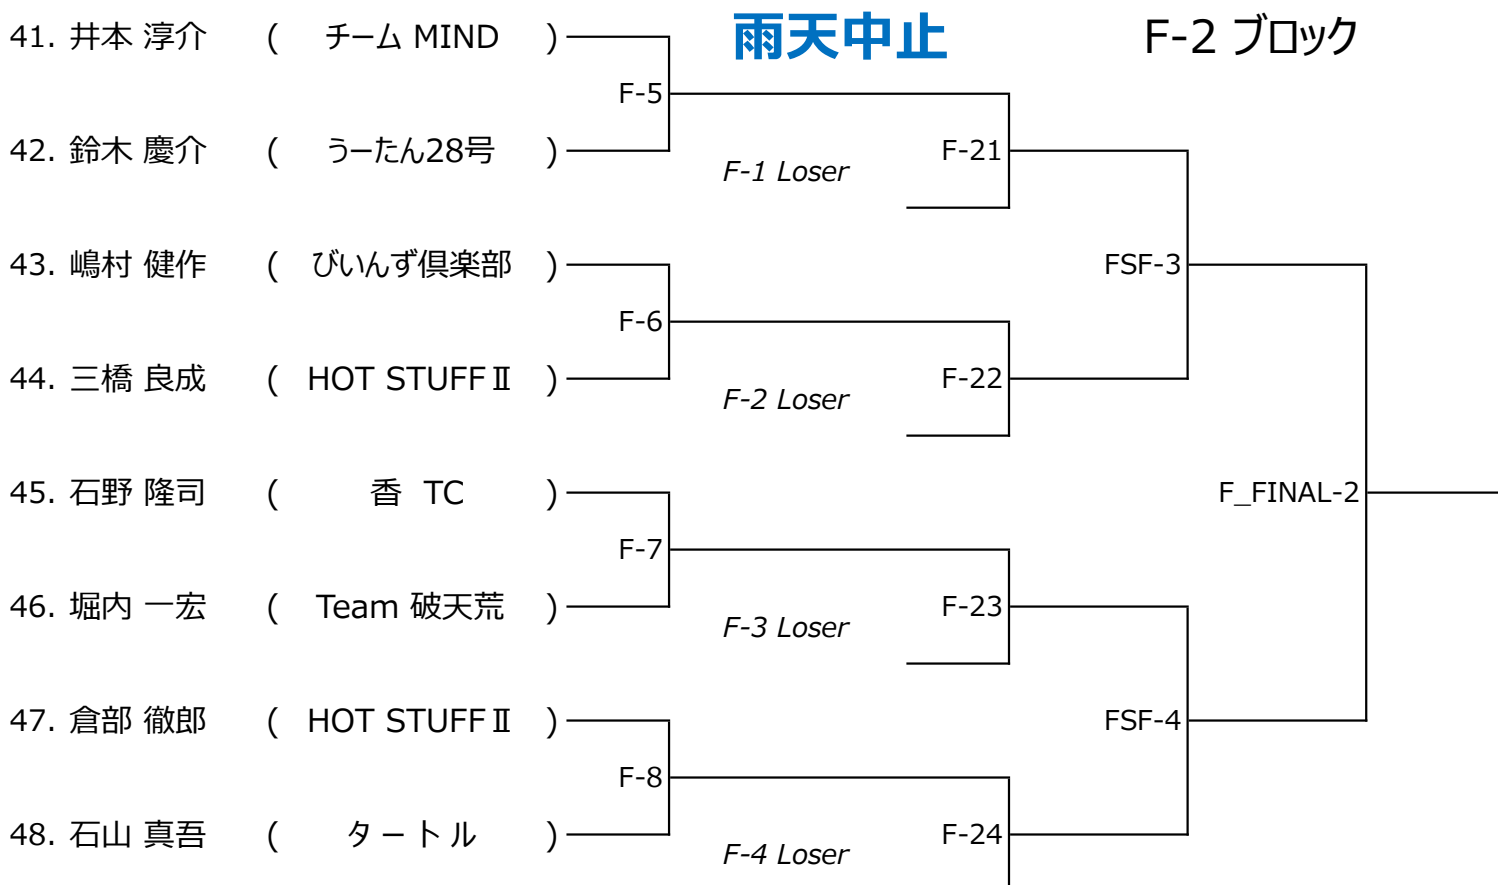 41. 井本 淳介 ( チーム MIND ) 雨天中止 F-2 ブロック
F-5
42. 鈴木 慶介 ( うーたん28号 ) F-21
F-1 Loser
43. 嶋村 健作 ( びいんず倶楽部 ) FSF-3
F-6
44. 三橋 良成 ( HOT STUFFⅡ ) F-22
F-2 Loser
45. 石野 隆司 ( 香 TC ) F_FINAL-2
F-7
46. 堀内 一宏 ( Team 破天荒 ) F-23
F-3 Loser
47. 倉部 徹郎 ( HOT STUFFⅡ ) FSF-4
F-8
48. 石山 真吾 ( タートル ) F-24
F-4 Loser